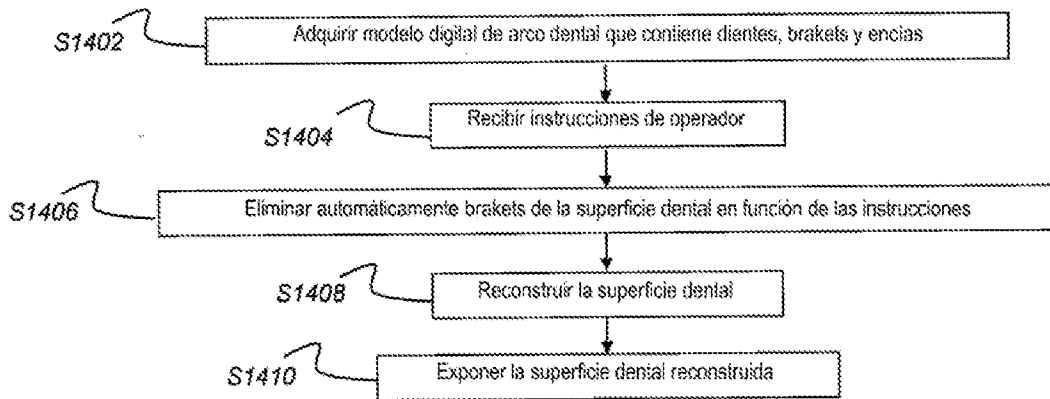 S1402
Adquirir modelo digital de arco dental que contiene dientes, brakets y encías
S1404
Recibir instrucciones de operador
S1406
Eliminar automáticamente brakets de la superficie dental en función de las instrucciones
S1408
Reconstruir la superficie dental
S1410
Exponer la superficie dental reconstruida